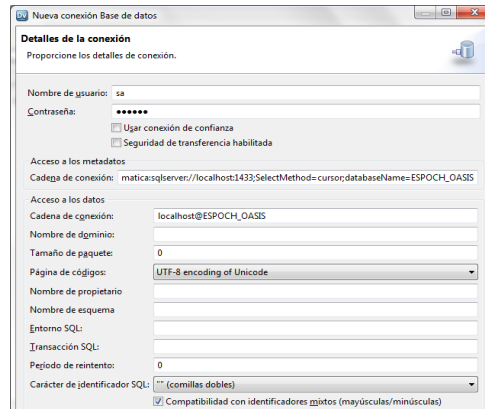 Nueva conexión Base de datos
Detalles de la conexión
Proporcione los detalles de conexión.
Nombre de usuario: sa
Contraseña: ••••••
Usar conexión de confianza
Seguridad de transferencia habilitada
Acceso a los metadatos
Cadena de conexión: matica:sqlserver://localhost:1433;SelectMethod=cursor;databaseName=ESPOCH_OASIS
Acceso a los datos
Cadena de conexión: localhost@ESPOCH_OASIS
Nombre de dominio:
Tamaño de paquete: 0
Página de códigos: UTF-8 encoding of Unicode
Nombre de propietario
Nombre de esquema
Entorno SQL:
Transacción SQL:
Período de reintento: 0
Carácter de identificador SQL: "" (comillas dobles)
Compatibilidad con identificadores mixtos (mayúsculas/minúsculas)